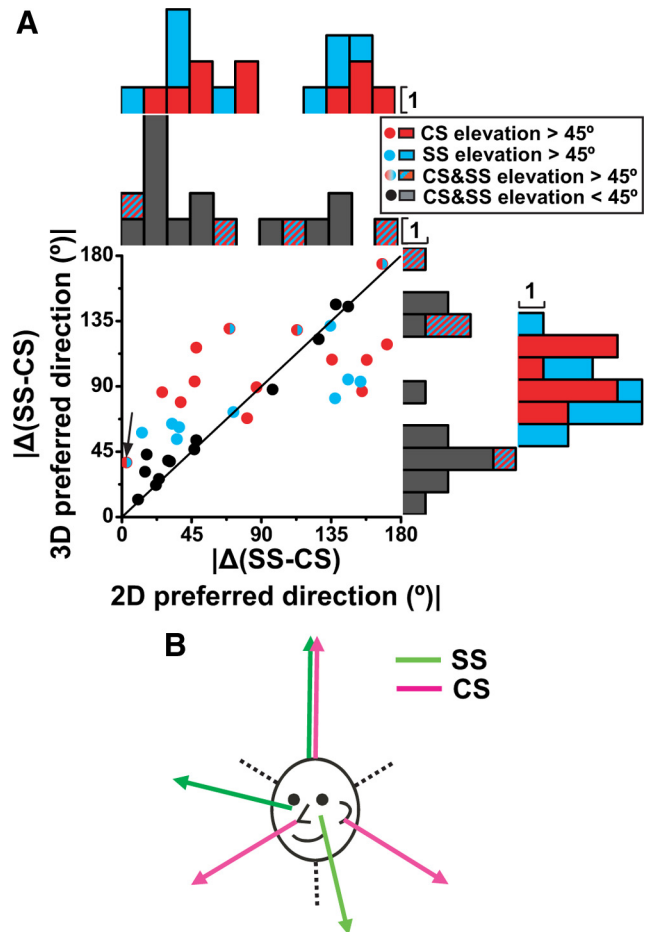 A
1
CS elevation > 45º
SS elevation > 45º
CS&SS elevation > 45º
CS&SS elevation < 45º
1
1
|Δ(SS-CS)
3D preferred direction (º)|
180
135
90
45
0
0 45 90 135 180
|Δ(SS-CS)
2D preferred direction (º)|
B
SS
CS